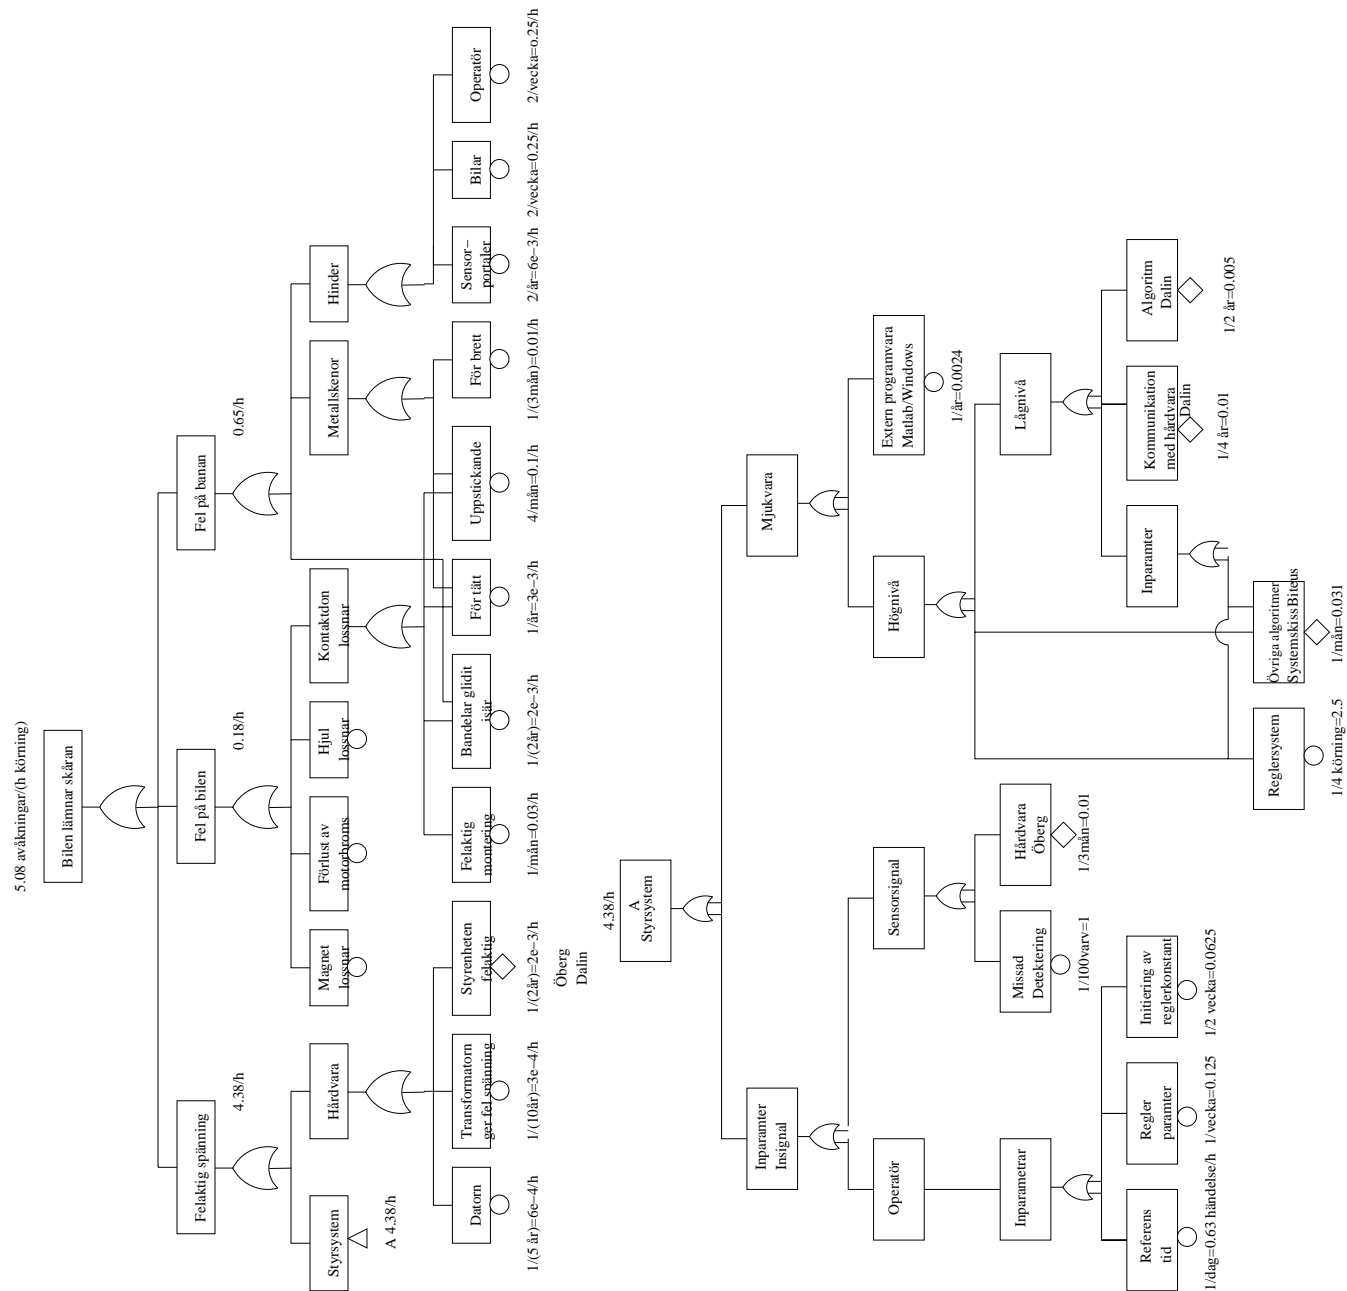 5.08 avåkningar/(h körning)
Bilen lämnar skåran
Felaktig spänning
4.38/h
Fel på bilen
0.18/h
Fel på banan
0.65/h
Styrsystem
A 4.38/h
Hårdvara
Magnet
lossnar
Förlust av
motorbroms
Hjul
lossnar
Kontaktdon
lossnar
Metallskenor
Hinder
Datorn
1/(5 år)=6e−4/h
Transformatorn
ger fel spänning
1/(10år)=3e−4/h
Styrenheten
felaktig
1/(2år)=2e−3/h
Öberg
Dalin
Felaktig
montering
1/mån=0.03/h
Bandelar glidit
isär
1/(2år)=2e−3/h
För tätt
1/år=3e−3/h
Uppstickande
4/mån=0.1/h
För brett
1/(3mån)=0.01/h
Sensor−
portaler
2/år=6e−3/h
Bilar
2/vecka=0.25/h
Operatör
2/vecka=o.25/h
4.38/h
A
Styrsystem
Inparamter
Insignal
Mjukvara
Operatör
Sensorsignal
Högnivå
Extern programvara
Matlab/Windows
1/år=0.0024
Inparametrar
Missad
Detektering
1/100varv=1
Hårdvara
Öberg
1/3mån=0.01
Lågnivå
Referens
tid
1/dag=0.63 händelse/h
Regler
paramter
1/vecka=0.125
Initiering av
reglerkonstant
1/2 vecka=0.0625
Inparamter
Kommunikation
med hårdvara
Dalin
1/4 år=0.01
Algoritm
Dalin
1/2 år=0.005
Reglersystem
1/4 körning=2.5
Övriga algoritmer
Systemskiss Biteus
1/mån=0.031